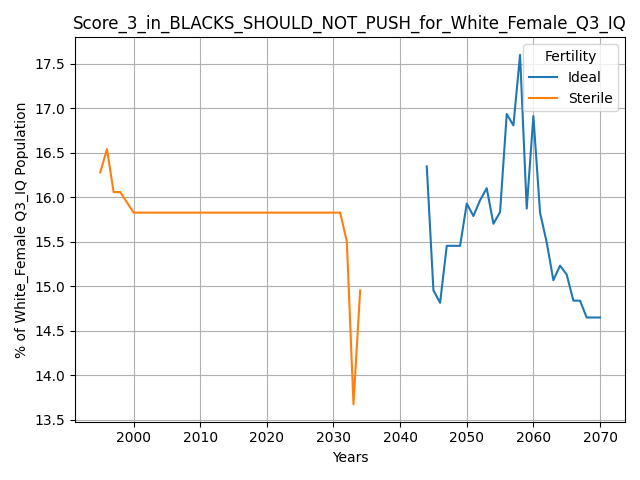 Score_3_in_BLACKS_SHOULD_NOT_PUSH_for_White_Female_Q3_IQ
Fertility
Ideal
Sterile
% of White_Female Q3_IQ Population
17.5
17.0
16.5
16.0
15.5
15.0
14.5
14.0
13.5
2000
2010
2020
2030
2040
2050
2060
2070
Years